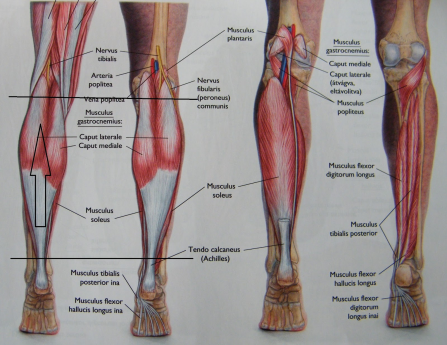 Nervus
tibialis
Arteria
poplitea
Vena poplitea
Musculus
gastrocnemius:
Caput laterale
Caput mediale
Musculus
soleus
Musculus tibialis
posterior ina
Musculus flexor
hallucis longus ina
Musculus
plantaris
Nervus
fibularis
(peroneus)
communis
Musculus
soleus
Tendo calcaneus
(Achilles)
Musculus
gastrocnemius:
Caput mediale
Caput laterale
(átvágva,
eltávolítva)
Musculus
popliteus
Musculus flexor
digitorum longus
Musculus
tibialis posterior
Musculus flexor
hallucis longus
Musculus flexor
digitorum
longus inai